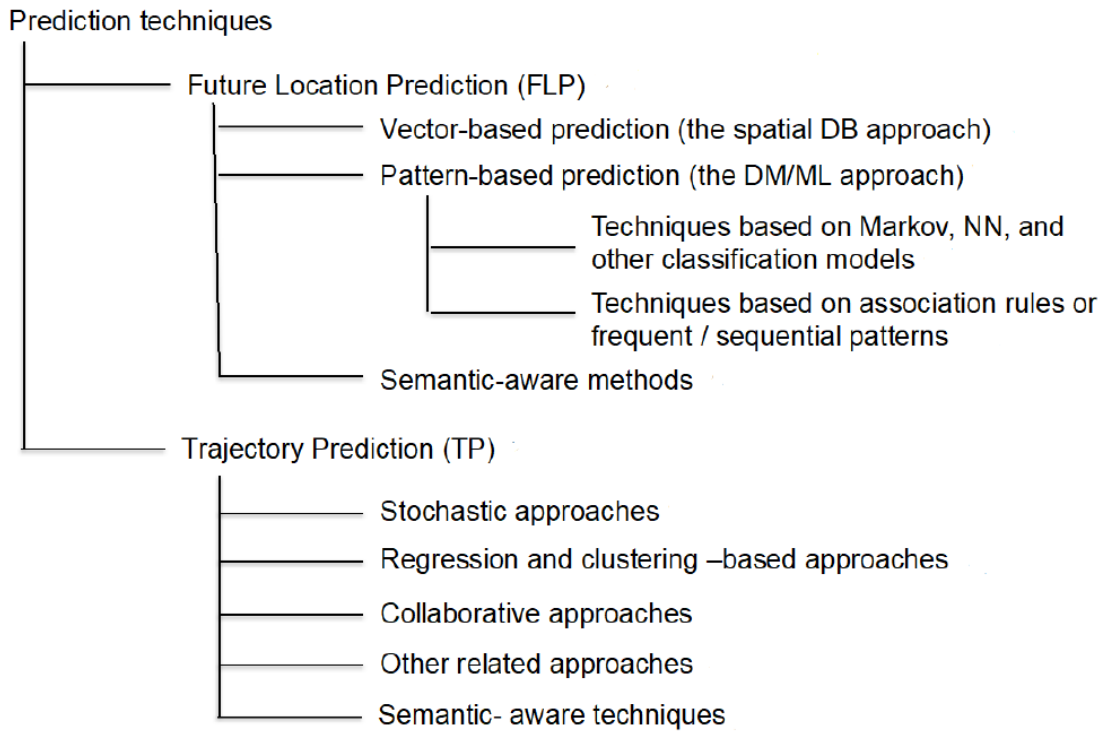 Prediction techniques
Future Location Prediction (FLP)
Vector-based prediction (the spatial DB approach)
Pattern-based prediction (the DM/ML approach)
Techniques based on Markov, NN, and
other classification models
Techniques based on association rules or
frequent / sequential patterns
Semantic-aware methods
Trajectory Prediction (TP)
Stochastic approaches
Regression and clustering –based approaches
Collaborative approaches
Other related approaches
Semantic- aware techniques